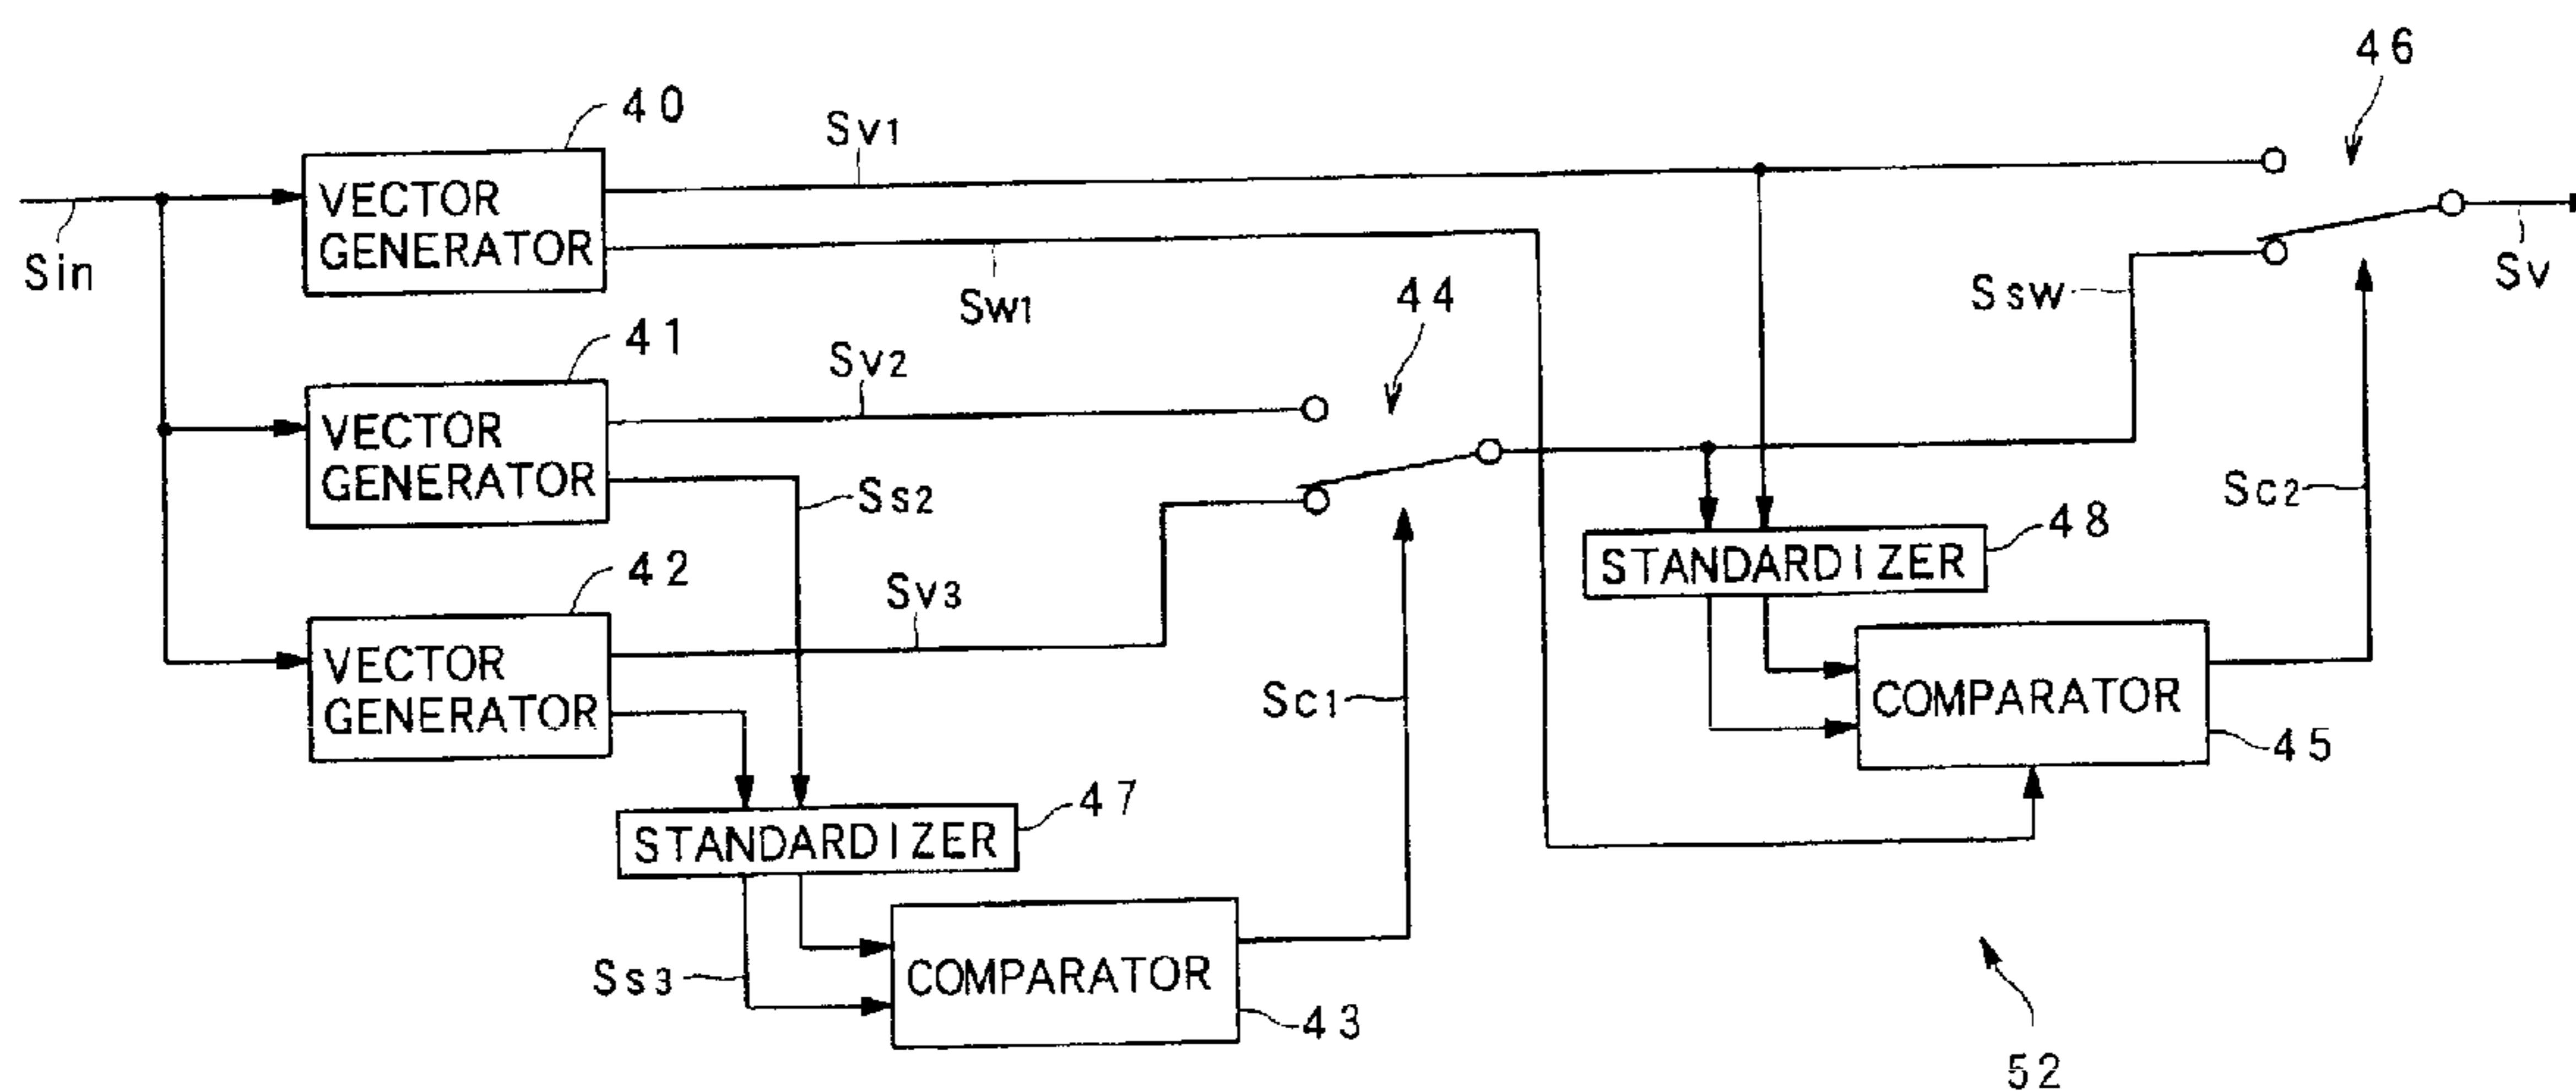 46
40
Sv1
VECTOR
GENERATOR
Sin
Sw1
Ssw
Sv
44
41
Sv2
VECTOR
GENERATOR
Ss2
Sc2
48
STANDARDIZER
42
Sv3
VECTOR
GENERATOR
Sc1
COMPARATOR
45
47
STANDARDIZER
Ss3
COMPARATOR
43
52